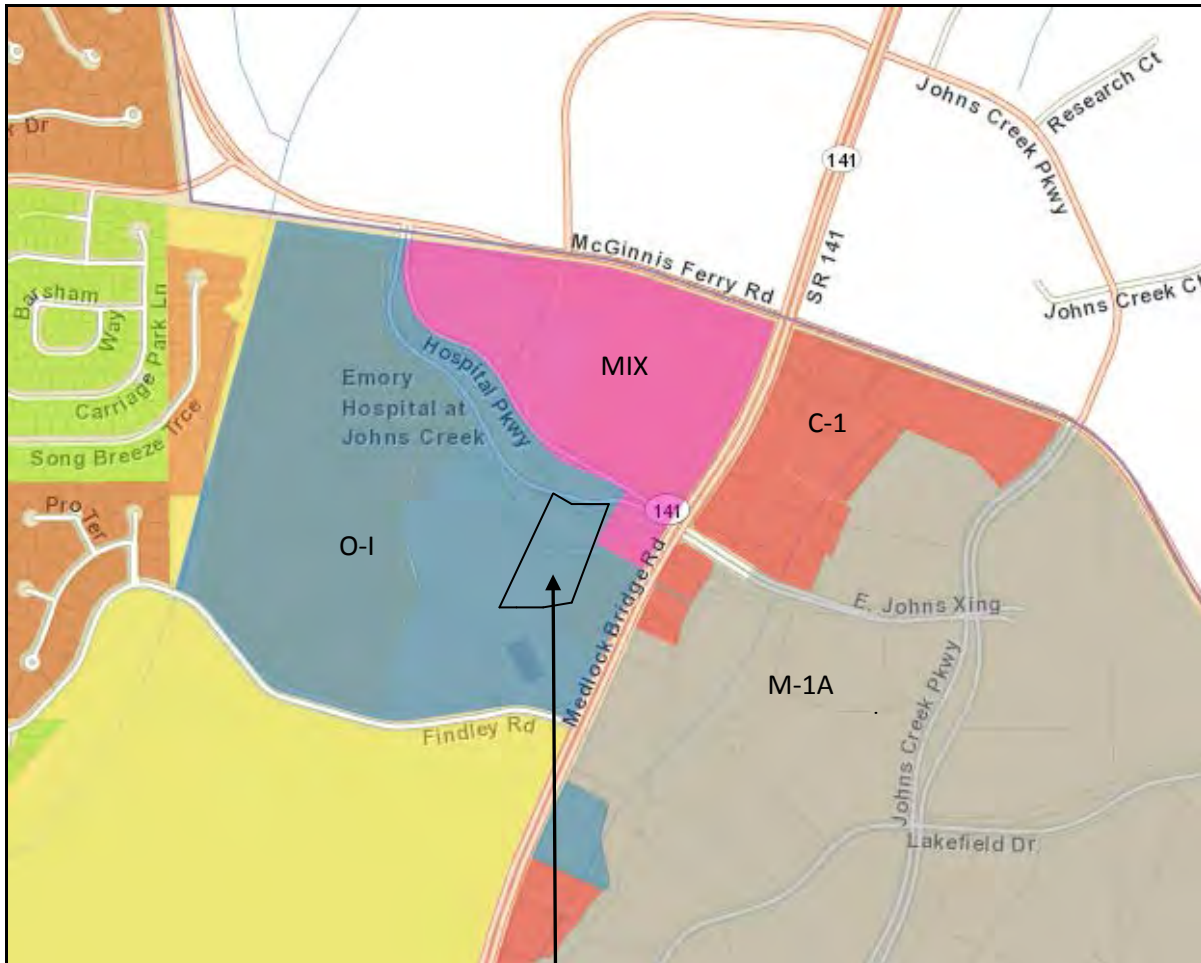 x Dr
Johns Creek Pkwy
Research Ct
141
SR 141
McGinnis Ferry Rd
Johns Creek Ct
Barsham
Way
Carriage Park Ln
Song Breeze Trce
Emory
Hospital at
Johns Creek
Hospital Pkwy
MIX
C-1
Pro Ter
O-I
141
Medlock Bridge Rd
E. Johns Xing
M-1A
Findley Rd
Johns Creek Pkwy
Lakefield Dr